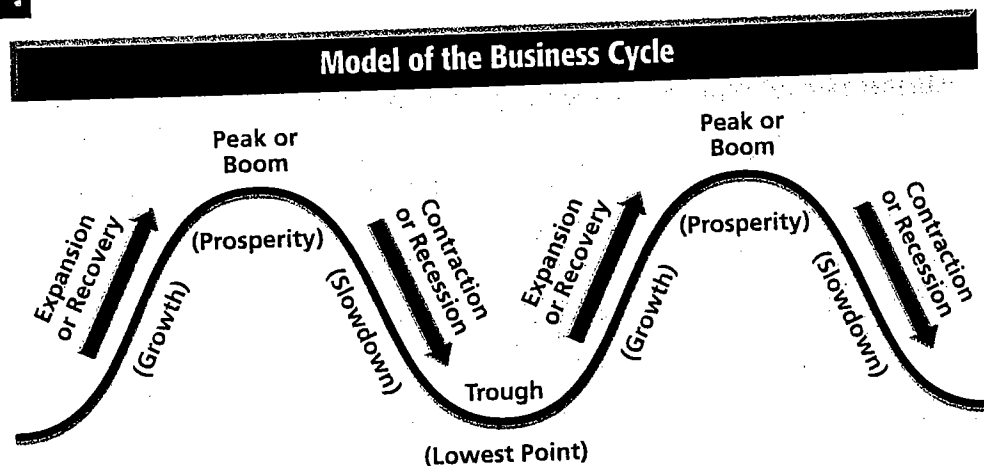 Model of the Business Cycle
Peak or
Boom
Expansion
or Recovery
(Growth)
(Prosperity)
Contraction
or Recession
(Slowdown)
Trough
(Lowest Point)
Expansion
or Recovery
(Growth)
Peak or
Boom
(Prosperity)
Contraction
or Recession
(Slowdown)